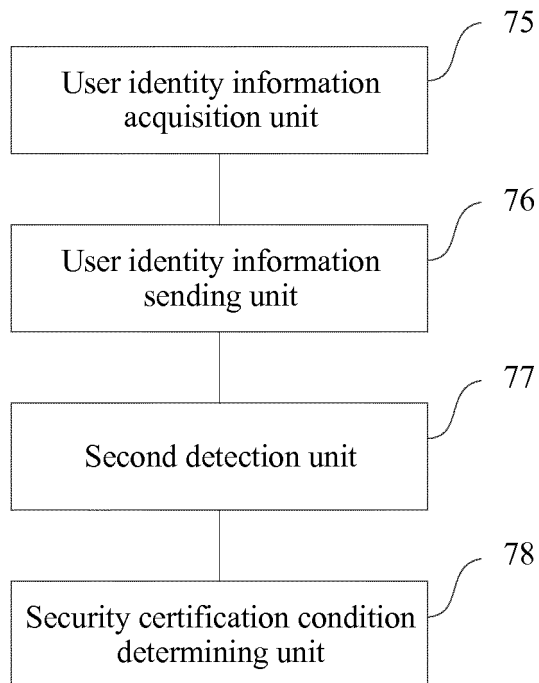 75
User identity information
acquisition unit
76
User identity information
sending unit
77
Second detection unit
78
Security certification condition
determining unit